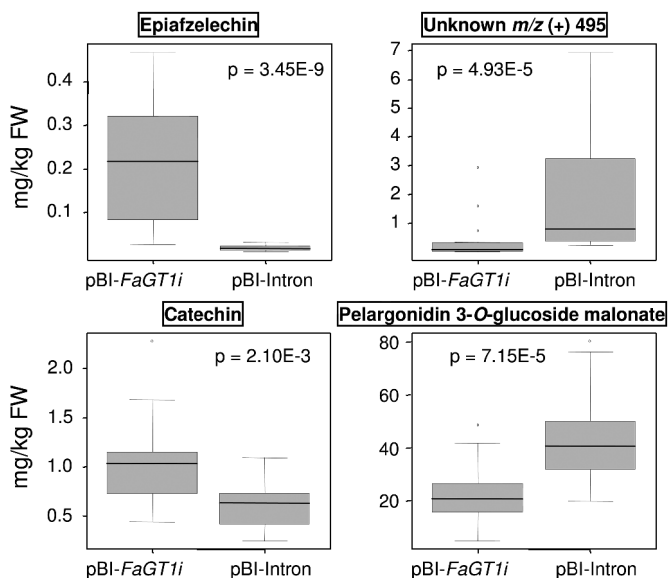 Epiafzelechin
Unknown m/z (+) 495
p = 3.45E-9
p = 4.93E-5
mg/kg FW
0.4
0.3
0.2
0.1
7
6
5
4
3
2
1
pBI-FaGT1i
pBI-Intron
pBI-FaGT1i
pBI-Intron
Catechin
Pelargonidin 3-O-glucoside malonate
p = 2.10E-3
p = 7.15E-5
mg/kg FW
2.0
1.5
1.0
0.5
80
60
40
20
pBI-FaGT1i
pBI-Intron
pBI-FaGT1i
pBI-Intron